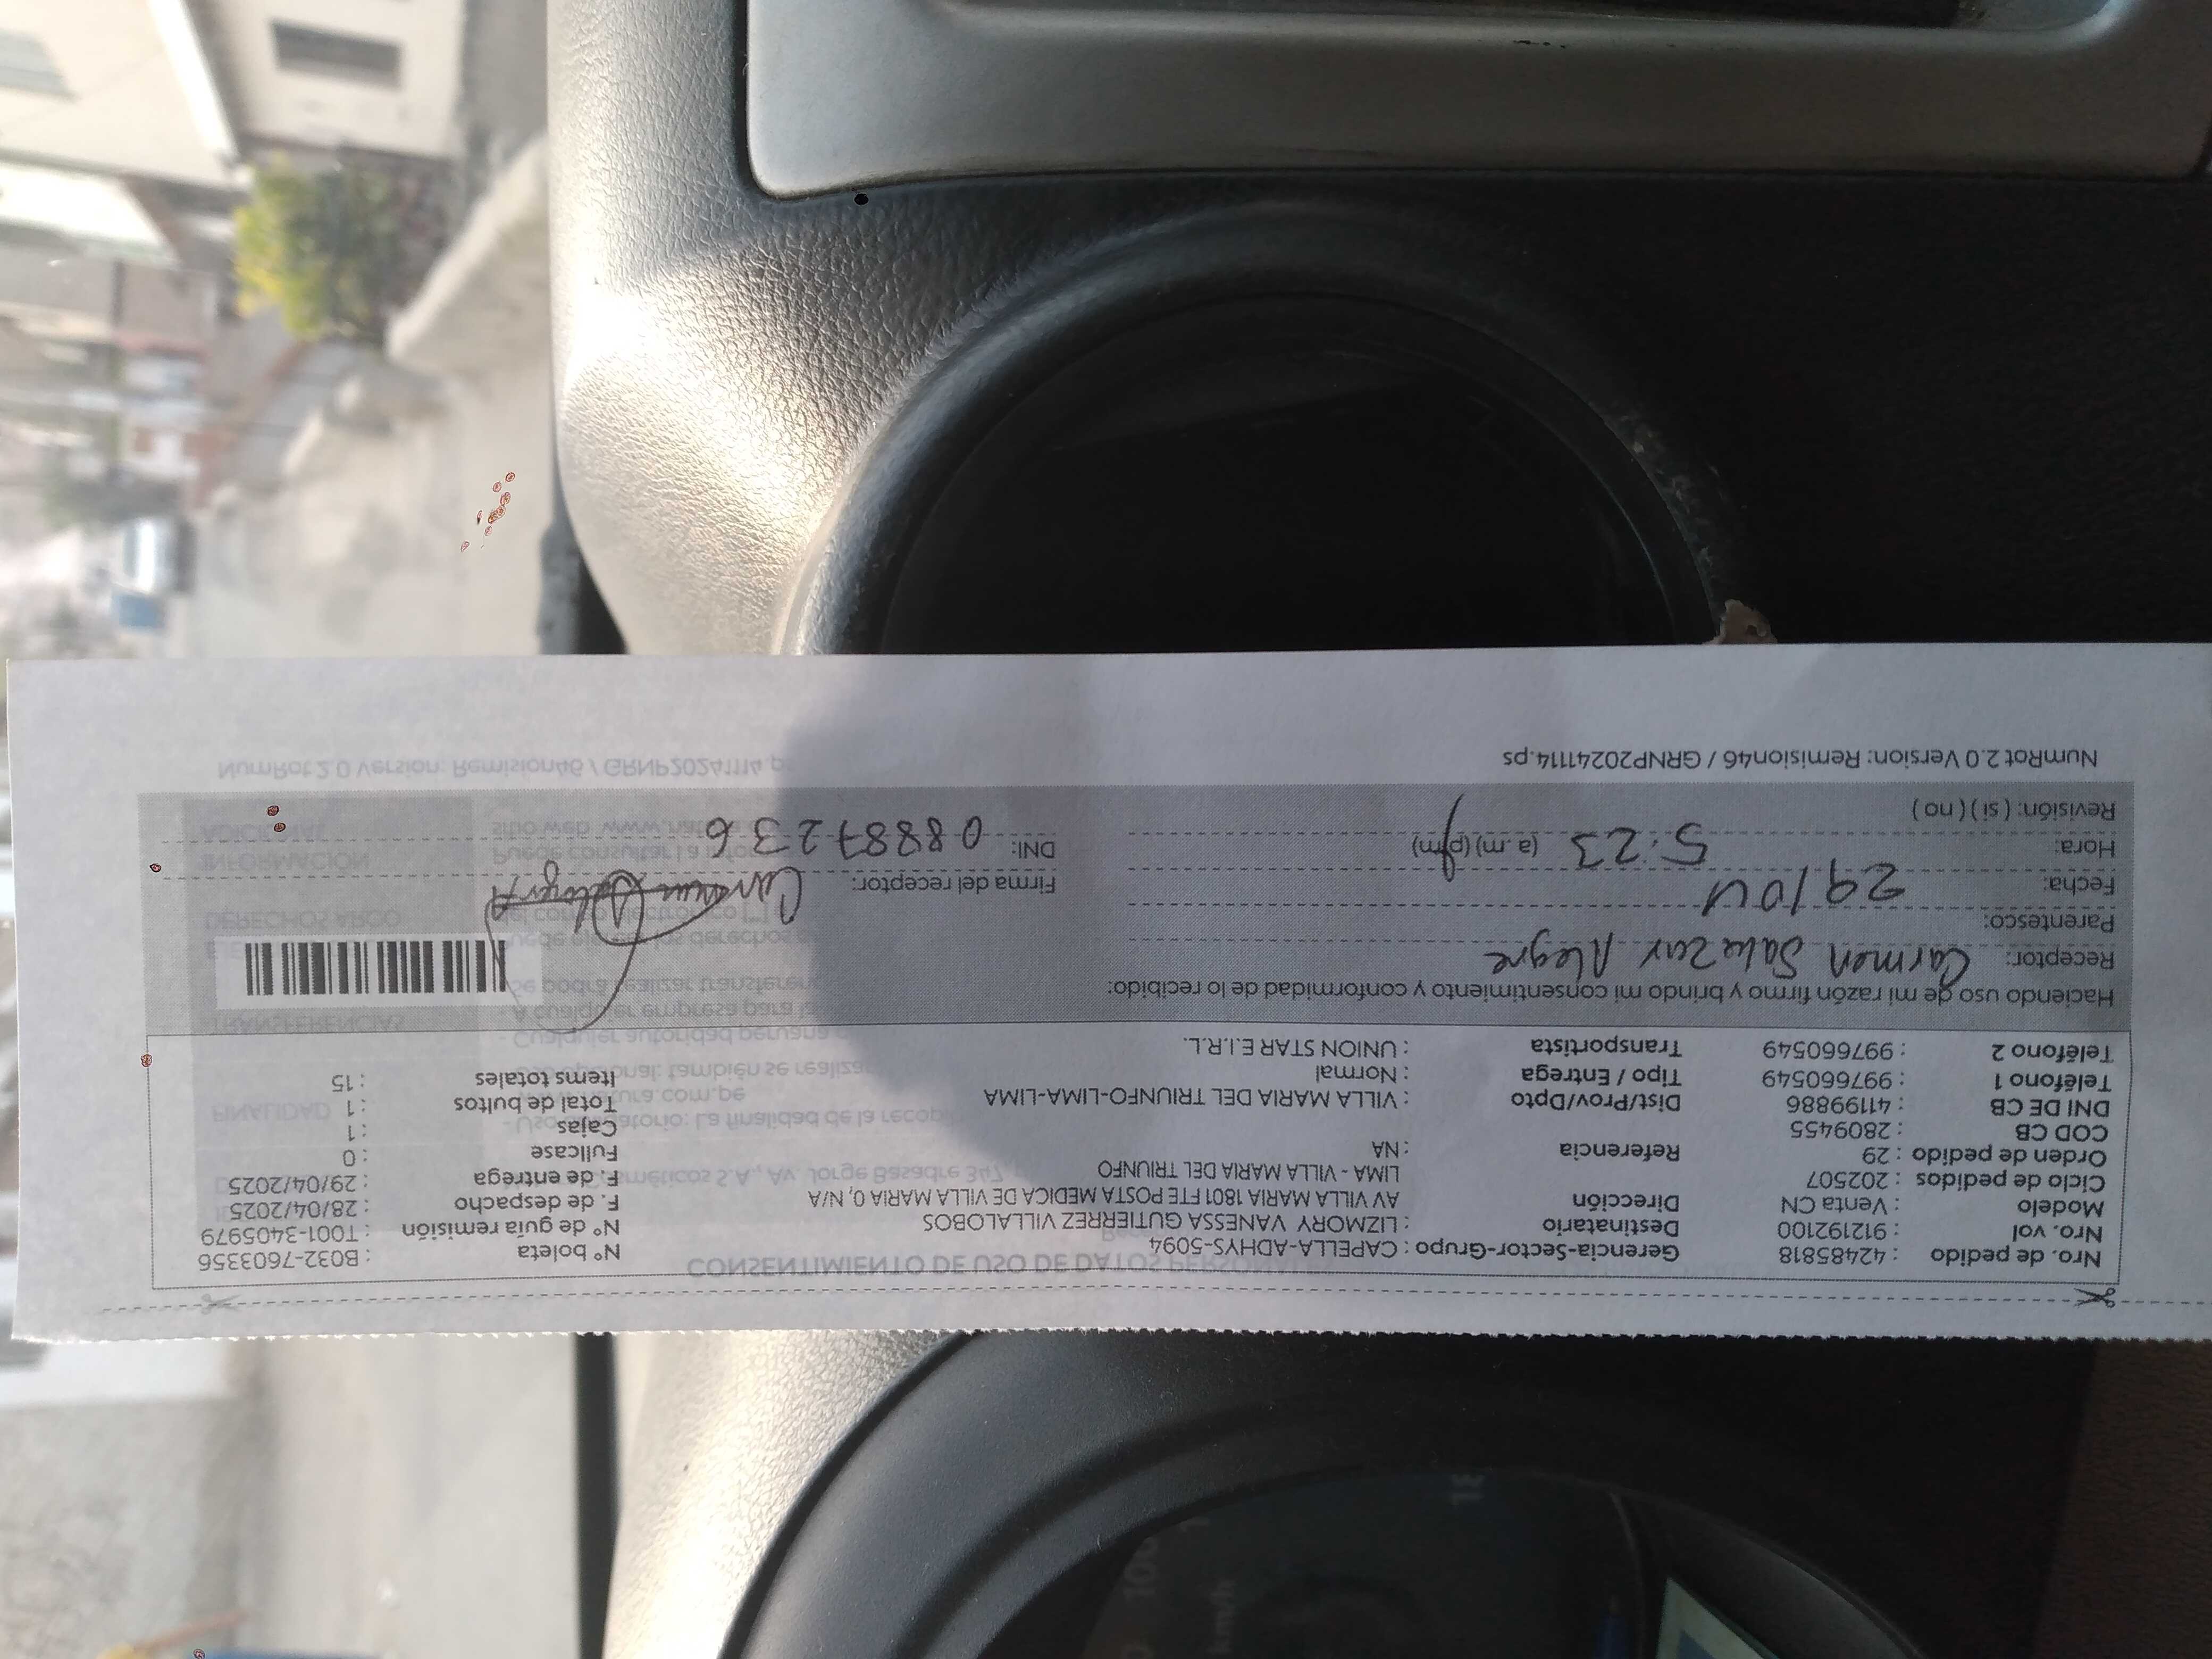 Nro. de pedido : 42485818 Gerencia-Sector-Grupo : CAPELLA-ADHYS-5094 N° boleta : B032-7603356
Nro. vol : 912192100 Destinatario : LIZMORY VANESSA GUTIERREZ VILLALOBOS N° de guía remisión : T001-3405979
Modelo : Venta CN Dirección AV VILLA MARIA 1801 FTE POSTA MEDICA DE VILLA MARIA 0, N/A F. de despacho : 28/04/2025
Ciclo de pedidos : 202507 LIMA - VILLA MARIA DEL TRIUNFO F. de entrega : 29/04/2025
Orden de pedido : 29 Referencia : NA Fullcase : 0
COD CB : 2809455 Cajas : 1
DNI DE CB : 41199886 Dist/Prov/Dpto : VILLA MARIA DEL TRIUNFO-LIMA-LIMA Total de bultos : 1
Teléfono 1 : 997660549 Tipo / Entrega : Normal Items totales : 15
Teléfono 2 : 997660549 Transportista : UNION STAR E.I.R.L.
Haciendo uso de mi razón firmo y brindo mi consentimiento y conformidad de lo recibido:
Receptor: Carmen Salazar Alegre
Parentesco:
Fecha: 29/04 Firma del receptor:
Hora: 5:23 (a.m) (p.m) DNI: 08887236
Revisión: ( si ) ( no )
NumRot 2.0 Version: Remision46 / GRNP20241114.ps
CONSENTIMIENTO DE USO DE DATOS PERSONALES